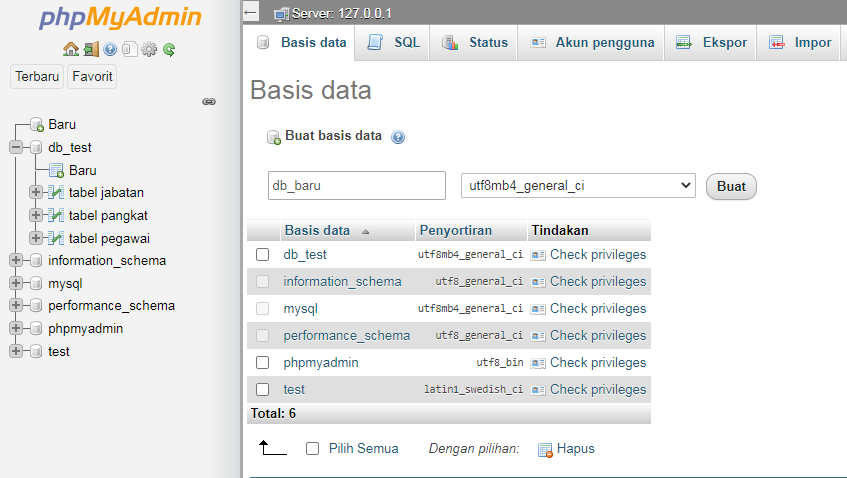 phpMyAdmin
Terbaru Favorit
Baru
db_test
Baru
tabel jabatan
tabel pangkat
tabel pegawai
information_schema
mysql
performance_schema
phpmyadmin
test
Server: 127.0.0.1
Basis data SQL Status Akun pengguna Ekspor Impor
Basis data
Buat basis data
db_baru utf8mb4_general_ci Buat
Basis data Penyortiran Tindakan
db_test utf8mb4_general_ci Check privileges
information_schema utf8_general_ci Check privileges
mysql utf8mb4_general_ci Check privileges
performance_schema utf8_general_ci Check privileges
phpmyadmin utf8_bin Check privileges
test latin1_swedish_ci Check privileges
Total: 6
Pilih Semua Dengan pilihan: Hapus